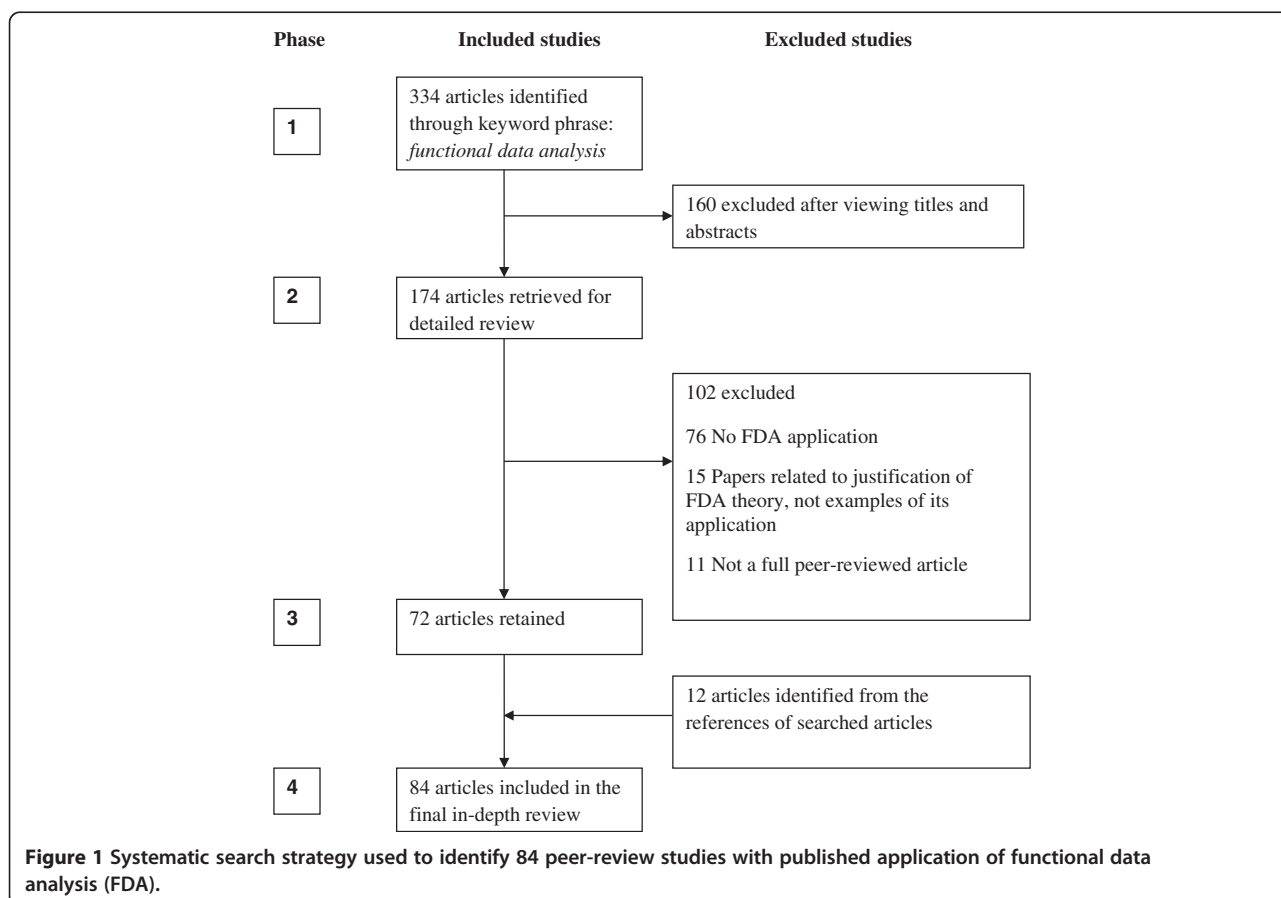 Phase Included studies Excluded studies
334 articles identified
through keyword phrase:
functional data analysis
1
160 excluded after viewing titles and
abstracts
2
174 articles retrieved for
detailed review
102 excluded
76 No FDA application
15 Papers related to justification of
FDA theory, not examples of its
application
11 Not a full peer-reviewed article
3
72 articles retained
12 articles identified from the
references of searched articles
4
84 articles included in the
final in-depth review
Figure 1 Systematic search strategy used to identify 84 peer-review studies with published application of functional data
analysis (FDA).